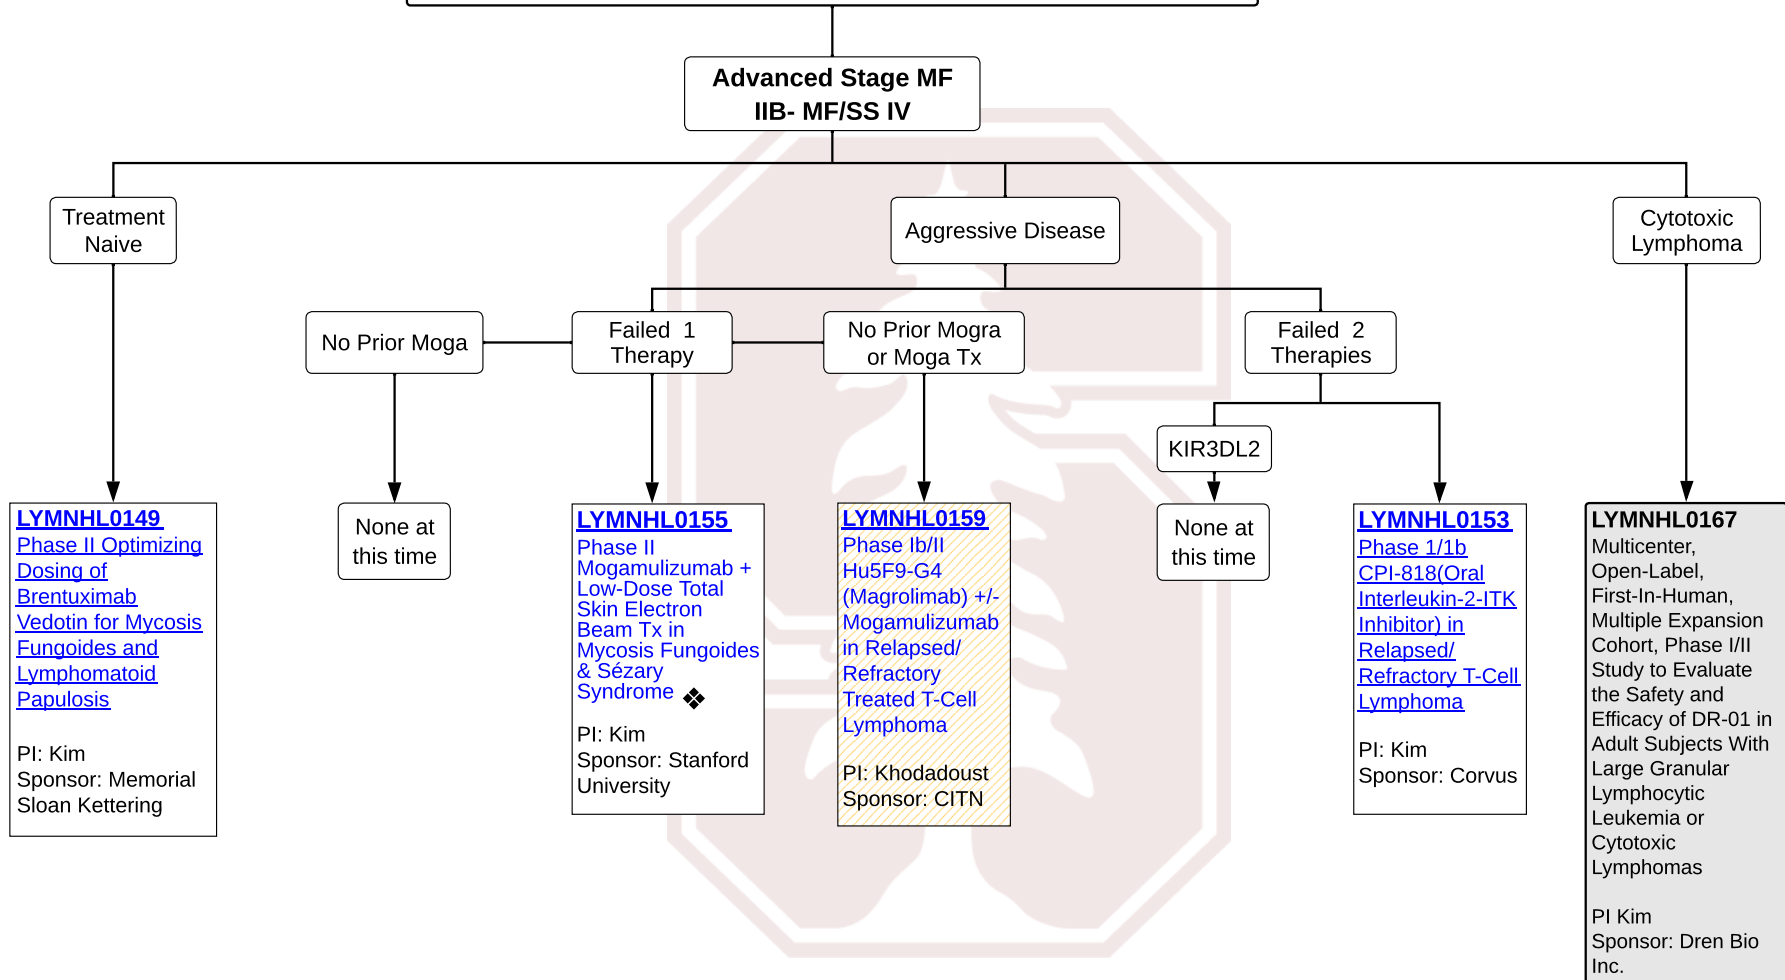 Advanced Stage MF
IIB- MF/SS IV
Treatment
Naive
Aggressive Disease
Cytotoxic
Lymphoma
No Prior Moga
Failed  1
Therapy
No Prior Mogra
or Moga Tx
Failed  2
Therapies
KIR3DL2
LYMNHL0149
Phase II Optimizing
Dosing of
Brentuximab
Vedotin for Mycosis
Fungoides and
Lymphomatoid
Papulosis
PI: Kim
Sponsor: Memorial
Sloan Kettering
None at
this time
LYMNHL0155
Phase II
Mogamulizumab +
Low-Dose Total
Skin Electron
Beam Tx in
Mycosis Fungoides
& Sézary
Syndrome ❖
PI: Kim
Sponsor: Stanford
University
LYMNHL0159
Phase Ib/II
Hu5F9-G4
(Magrolimab) +/-
Mogamulizumab
in Relapsed/
Refractory
Treated T-Cell
Lymphoma
PI: Khodadoust
Sponsor: CITN
None at
this time
LYMNHL0153
Phase 1/1b
CPI-818(Oral
Interleukin-2-ITK
Inhibitor) in
Relapsed/
Refractory T-Cell
Lymphoma
PI: Kim
Sponsor: Corvus
LYMNHL0167
Multicenter,
Open-Label,
First-In-Human,
Multiple Expansion
Cohort, Phase I/II
Study to Evaluate
the Safety and
Efficacy of DR-01 in
Adult Subjects With
Large Granular
Lymphocytic
Leukemia or
Cytotoxic
Lymphomas
PI Kim
Sponsor: Dren Bio
Inc.